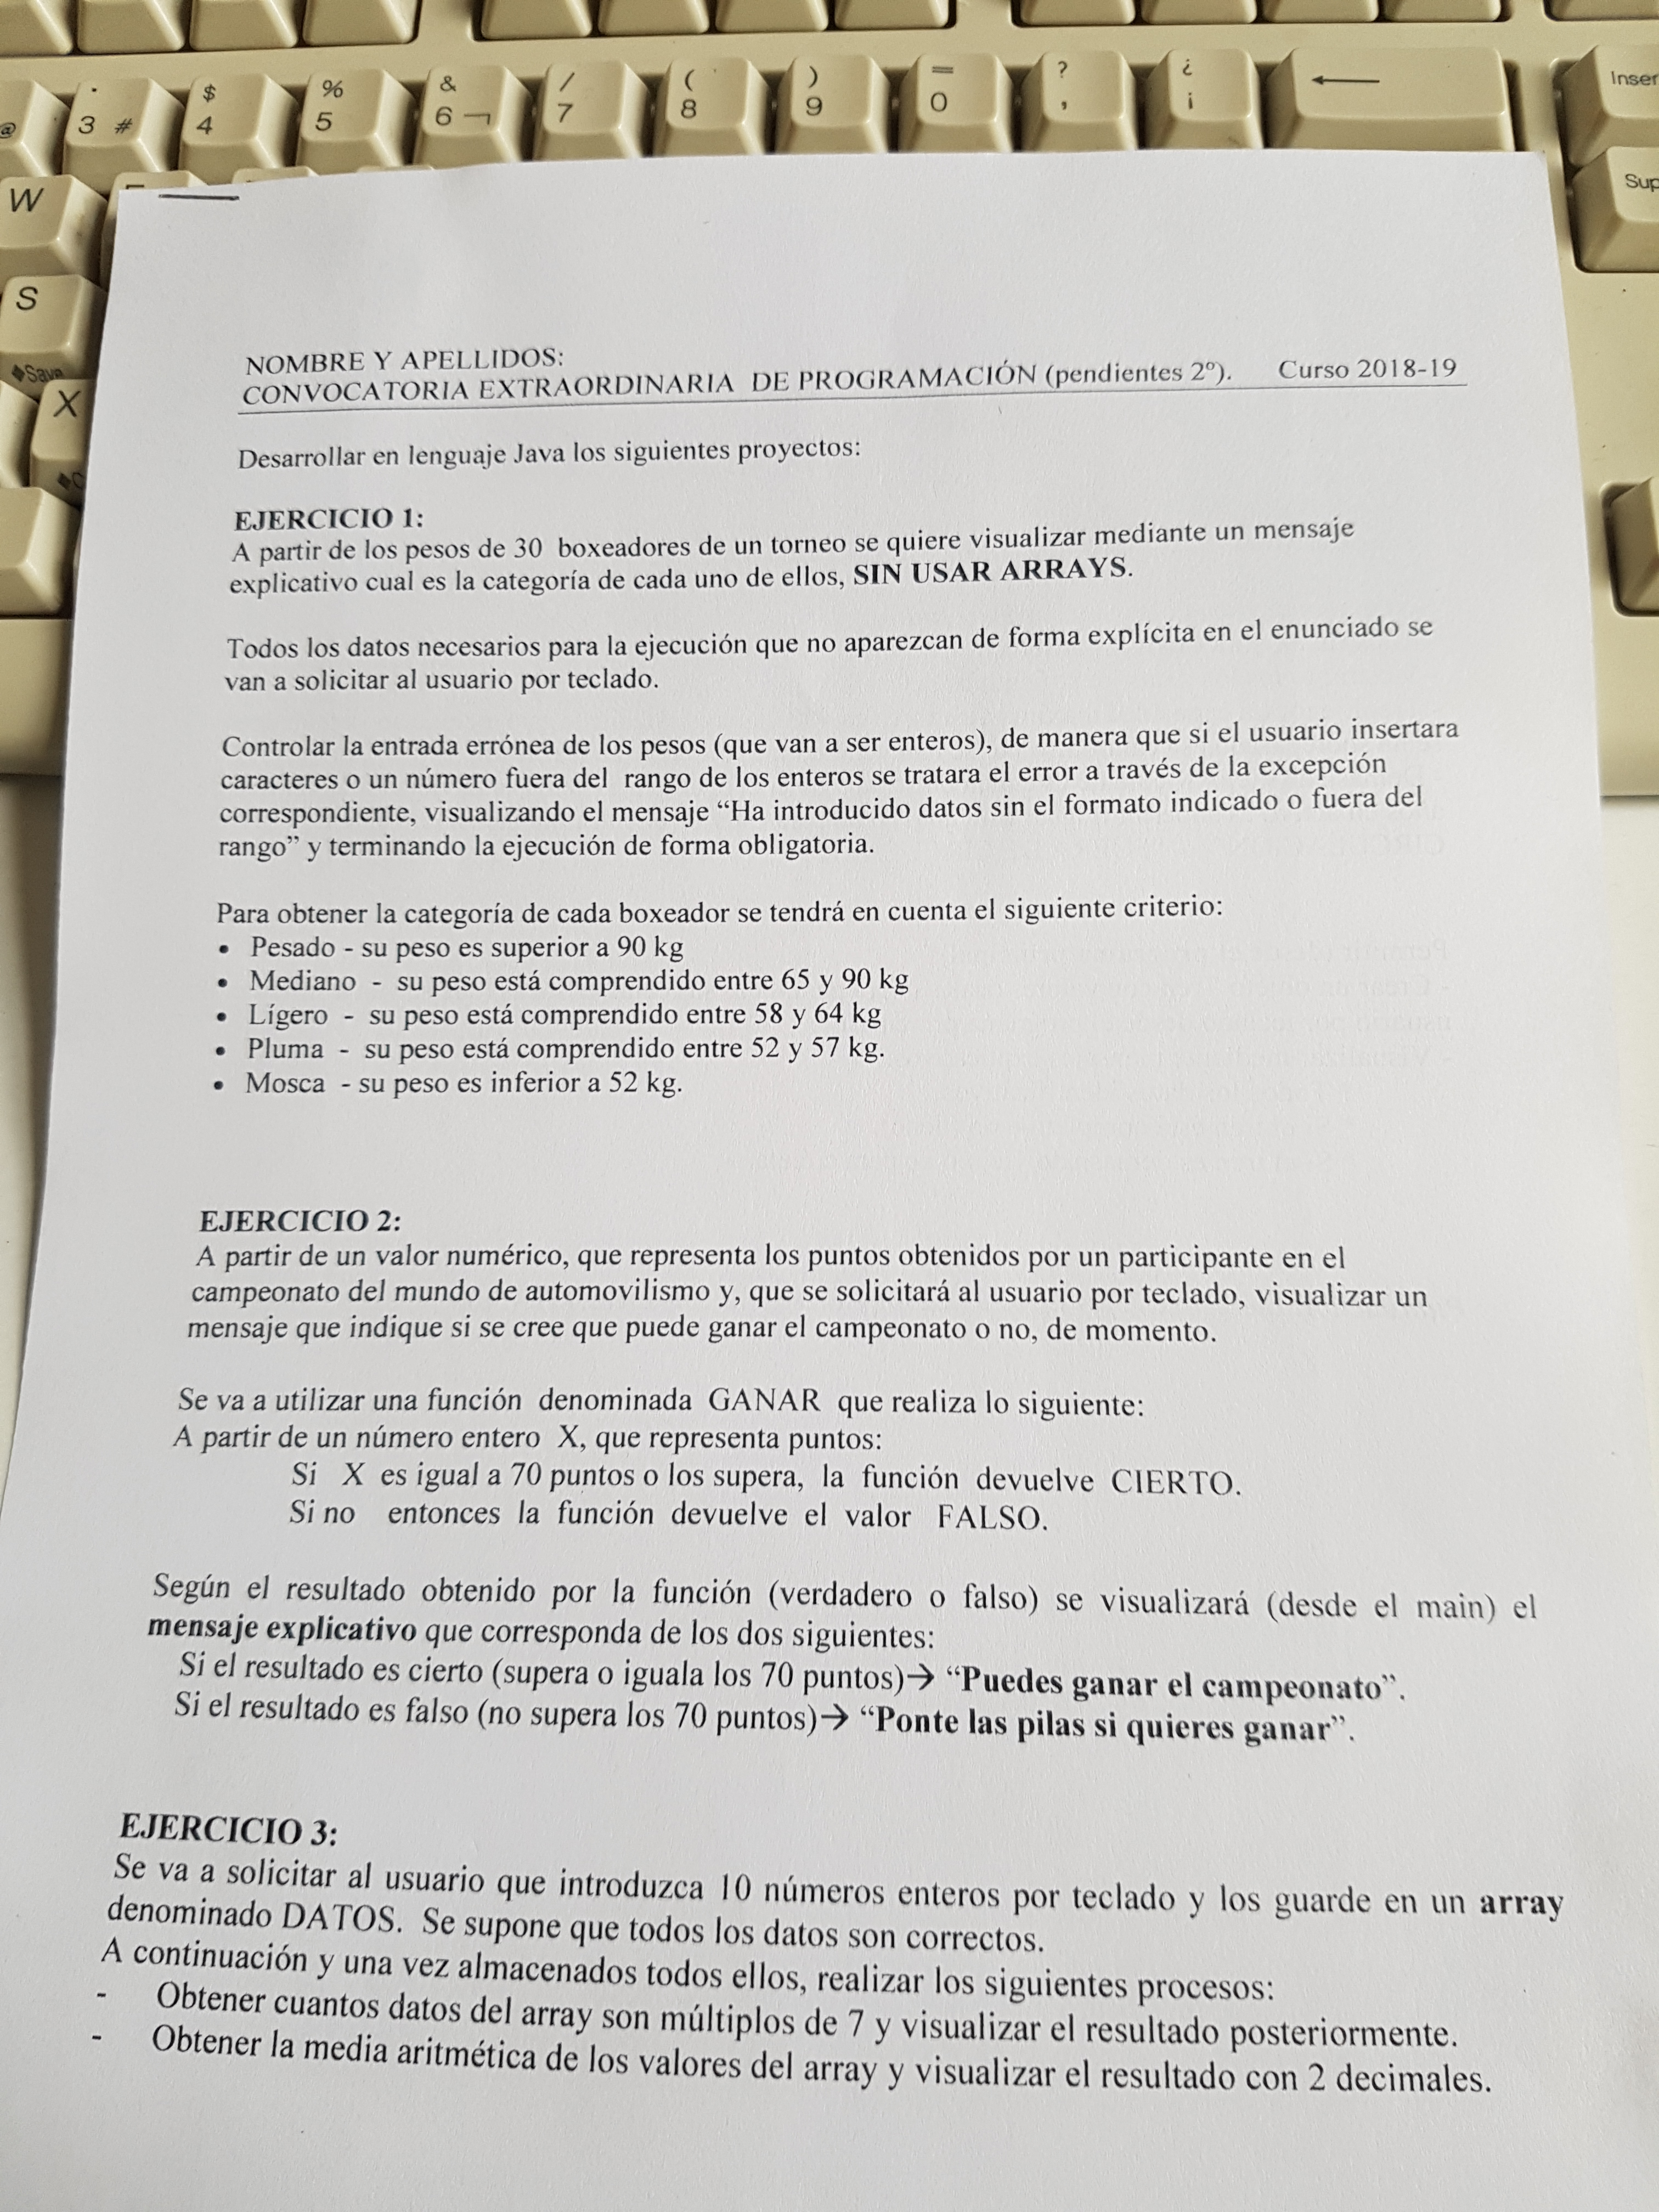 @ 3 # · $ 4 % 5 & 6 ¬ / 7 ( 8 ) 9 = 0 ? ' ¿ ¡ ← Inser
W Sup
S
Save
X
NOMBRE Y APELLIDOS:
CONVOCATORIA EXTRAORDINARIA DE PROGRAMACIÓN (pendientes 2º). Curso 2018-19
Desarrollar en lenguaje Java los siguientes proyectos:
EJERCICIO 1:
A partir de los pesos de 30 boxeadores de un torneo se quiere visualizar mediante un mensaje
explicativo cual es la categoría de cada uno de ellos, SIN USAR ARRAYS.
Todos los datos necesarios para la ejecución que no aparezcan de forma explícita en el enunciado se
van a solicitar al usuario por teclado.
Controlar la entrada errónea de los pesos (que van a ser enteros), de manera que si el usuario insertara
caracteres o un número fuera del rango de los enteros se tratara el error a través de la excepción
correspondiente, visualizando el mensaje “Ha introducido datos sin el formato indicado o fuera del
rango” y terminando la ejecución de forma obligatoria.
Para obtener la categoría de cada boxeador se tendrá en cuenta el siguiente criterio:
• Pesado - su peso es superior a 90 kg
• Mediano - su peso está comprendido entre 65 y 90 kg
• Lígero - su peso está comprendido entre 58 y 64 kg
• Pluma - su peso está comprendido entre 52 y 57 kg.
• Mosca - su peso es inferior a 52 kg.
EJERCICIO 2:
A partir de un valor numérico, que representa los puntos obtenidos por un participante en el
campeonato del mundo de automovilismo y, que se solicitará al usuario por teclado, visualizar un
mensaje que indique si se cree que puede ganar el campeonato o no, de momento.
Se va a utilizar una función denominada GANAR que realiza lo siguiente:
A partir de un número entero X, que representa puntos:
Si X es igual a 70 puntos o los supera, la función devuelve CIERTO.
Si no entonces la función devuelve el valor FALSO.
Según el resultado obtenido por la función (verdadero o falso) se visualizará (desde el main) el
mensaje explicativo que corresponda de los dos siguientes:
Si el resultado es cierto (supera o iguala los 70 puntos)→ “Puedes ganar el campeonato”.
Si el resultado es falso (no supera los 70 puntos)→ “Ponte las pilas si quieres ganar”.
EJERCICIO 3:
Se va a solicitar al usuario que introduzca 10 números enteros por teclado y los guarde en un array
denominado DATOS. Se supone que todos los datos son correctos.
A continuación y una vez almacenados todos ellos, realizar los siguientes procesos:
- Obtener cuantos datos del array son múltiplos de 7 y visualizar el resultado posteriormente.
- Obtener la media aritmética de los valores del array y visualizar el resultado con 2 decimales.